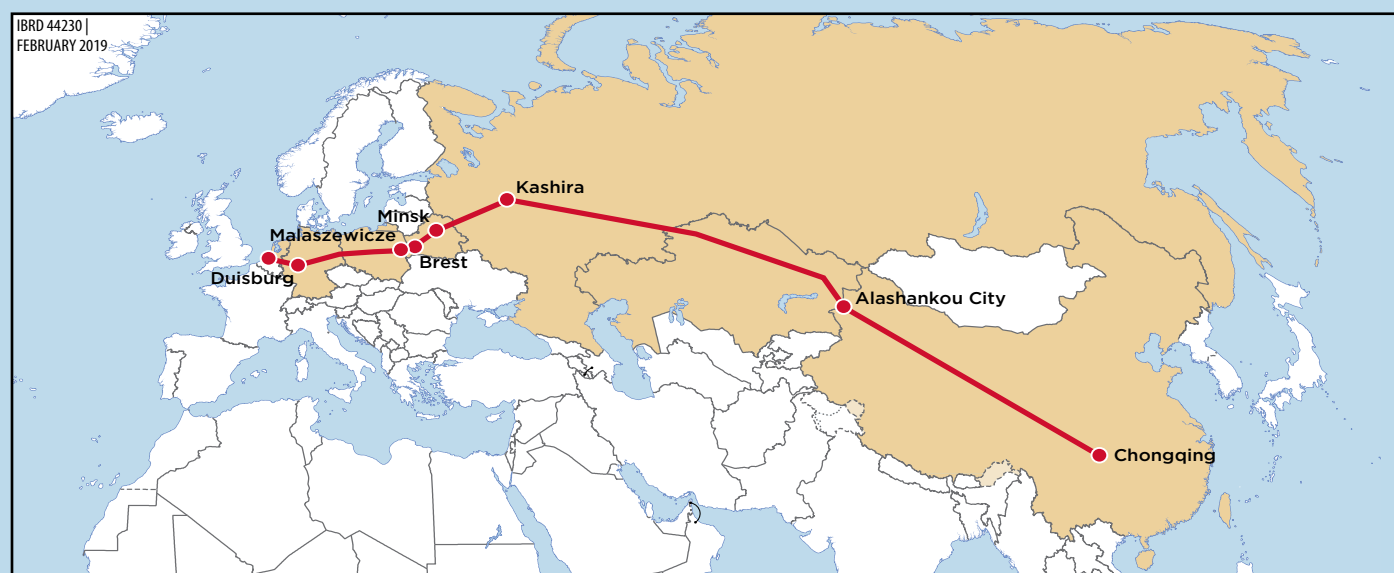 IBRD 44230 |
FEBRUARY 2019
Kashira
Minsk
Malaszewicze
Brest
Duisburg
Alashankou City
Chongqing